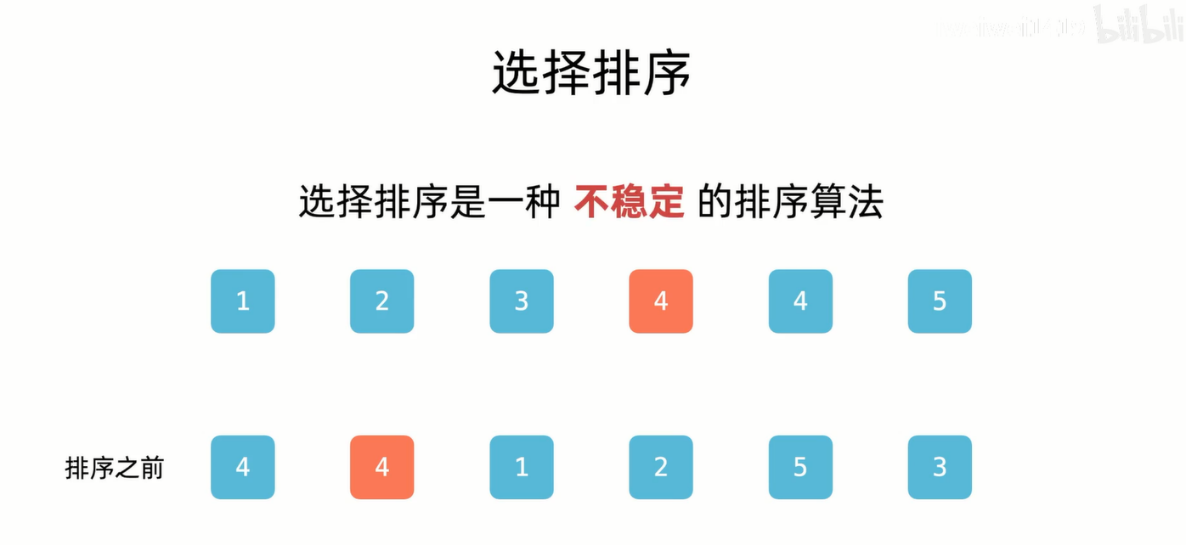 bilibili
选择排序
选择排序是一种 不稳定 的排序算法
1 2 3 4 4 5
排序之前 4 4 1 2 5 3